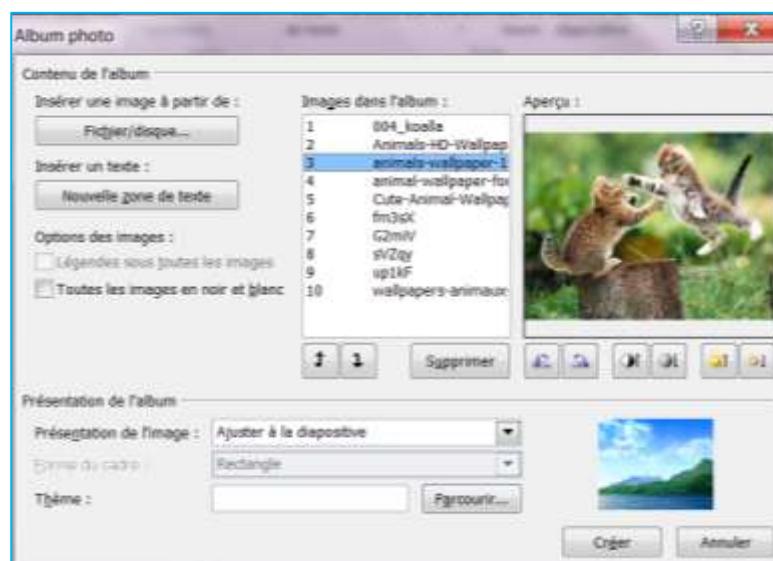 Album photo
Contenu de l'album
Insérer une image à partir de :
Fichier/disque...
Insérer un texte :
Nouvelle zone de texte
Options des images :
Légendes sous toutes les images
Toutes les images en noir et blanc
Images dans l'album :
1 004_koalla
2 Animals-HD-Wallpap
3 animals-wallpaper-1
4 animal-wallpaper-fo
5 Cute-Animal-Wallpap
6 fm3sX
7 G2miV
8 sVZqy
9 up1kF
10 wallpapers-animaux
Supprimer
Aperçu :
Présentation de l'album
Présentation de l'image : Ajuster à la diapositive
Forme du cadre : Rectangle
Thème :
Parcourir...
Créer
Annuler